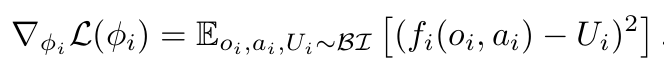 ∇_{ϕ_i} ℒ(ϕ_i) = 𝔼_{o_i, a_i, U_i ∼ ℬℐ} [(f_i(o_i, a_i) − U_i)^2] .